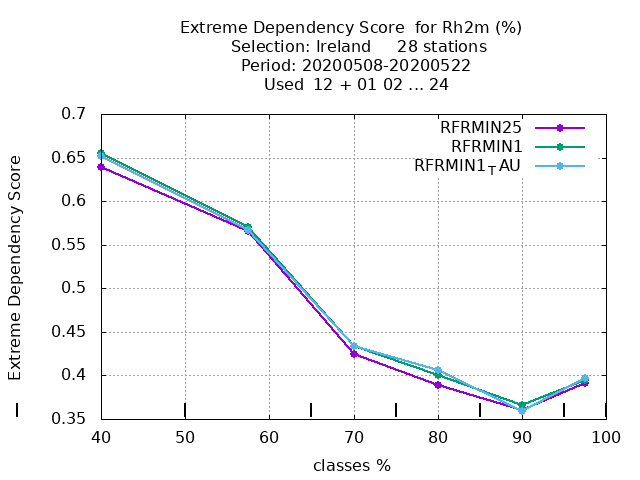 Extreme Dependency Score  for Rh2m (%)
Selection: Ireland     28 stations
Period: 20200508-20200522
Used  12 + 01 02 ... 24
RFRMIN25
RFRMIN1
RFRMIN1TAU
Extreme Dependency Score
0.7
0.65
0.6
0.55
0.5
0.45
0.4
0.35
40 50 60 70 80 90 100
classes %